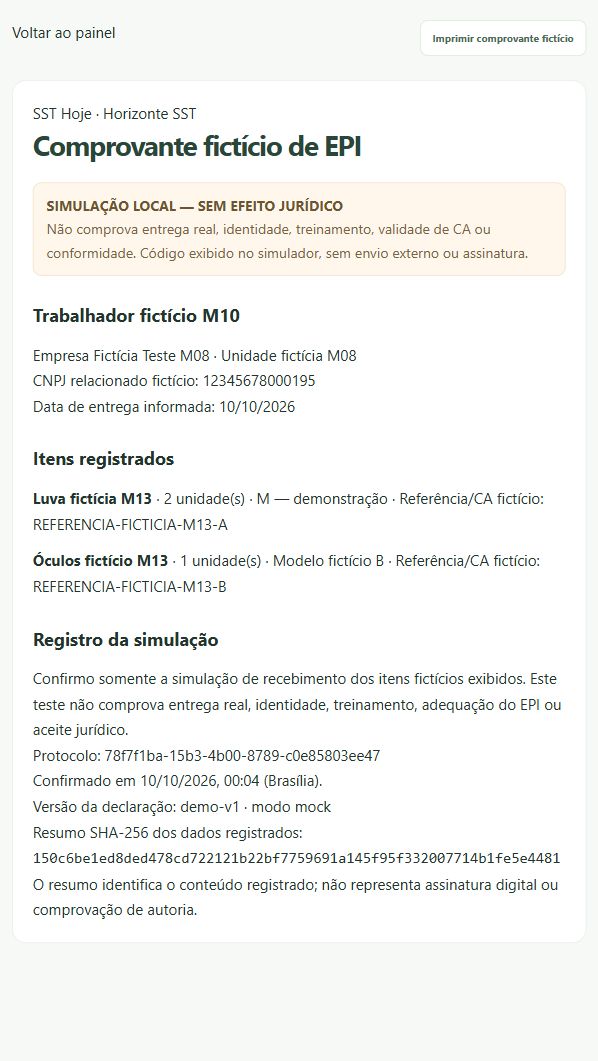 Voltar ao painel
Imprimir comprovante fictício
SST Hoje · Horizonte SST
Comprovante fictício de EPI
SIMULAÇÃO LOCAL — SEM EFEITO JURÍDICO
Não comprova entrega real, identidade, treinamento, validade de CA ou
conformidade. Código exibido no simulador, sem envio externo ou assinatura.
Trabalhador fictício M10
Empresa Fictícia Teste M08 · Unidade fictícia M08
CNPJ relacionado fictício: 12345678000195
Data de entrega informada: 10/10/2026
Itens registrados
Luva fictícia M13 · 2 unidade(s) · M — demonstração · Referência/CA fictício:
REFERENCIA-FICTICIA-M13-A
Óculos fictício M13 · 1 unidade(s) · Modelo fictício B · Referência/CA fictício:
REFERENCIA-FICTICIA-M13-B
Registro da simulação
Confirmo somente a simulação de recebimento dos itens fictícios exibidos. Este
teste não comprova entrega real, identidade, treinamento, adequação do EPI ou
aceite jurídico.
Protocolo: 78f7f1ba-15b3-4b00-8789-c0e85803ee47
Confirmado em 10/10/2026, 00:04 (Brasília).
Versão da declaração: demo-v1 · modo mock
Resumo SHA-256 dos dados registrados:
150c6be1ed8ded478cd722121b22bf7759691a145f95f332007714b1fe5e4481
O resumo identifica o conteúdo registrado; não representa assinatura digital ou
comprovação de autoria.